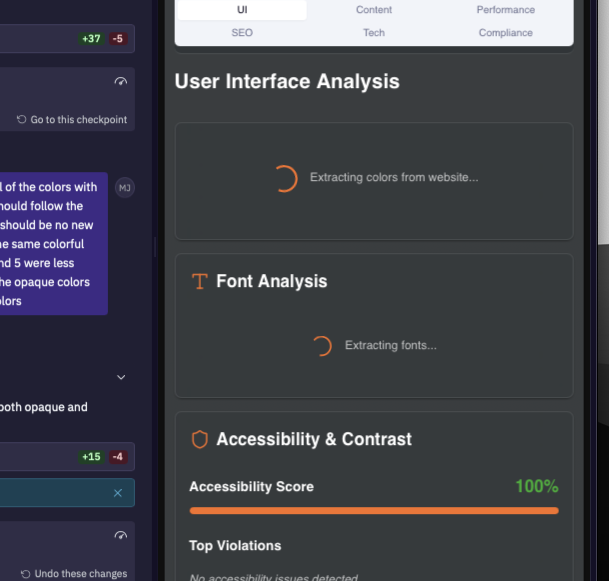 +37 -5
Go to this checkpoint
l of the colors with
MJ
hould follow the
should be no new
e same colorful
nd 5 were less
he opaque colors
olors
both opaque and
+15 -4
Undo these changes
UI Content Performance
SEO Tech Compliance
User Interface Analysis
Extracting colors from website...
Font Analysis
Extracting fonts...
Accessibility & Contrast
Accessibility Score 100%
Top Violations
No accessibility issues detected